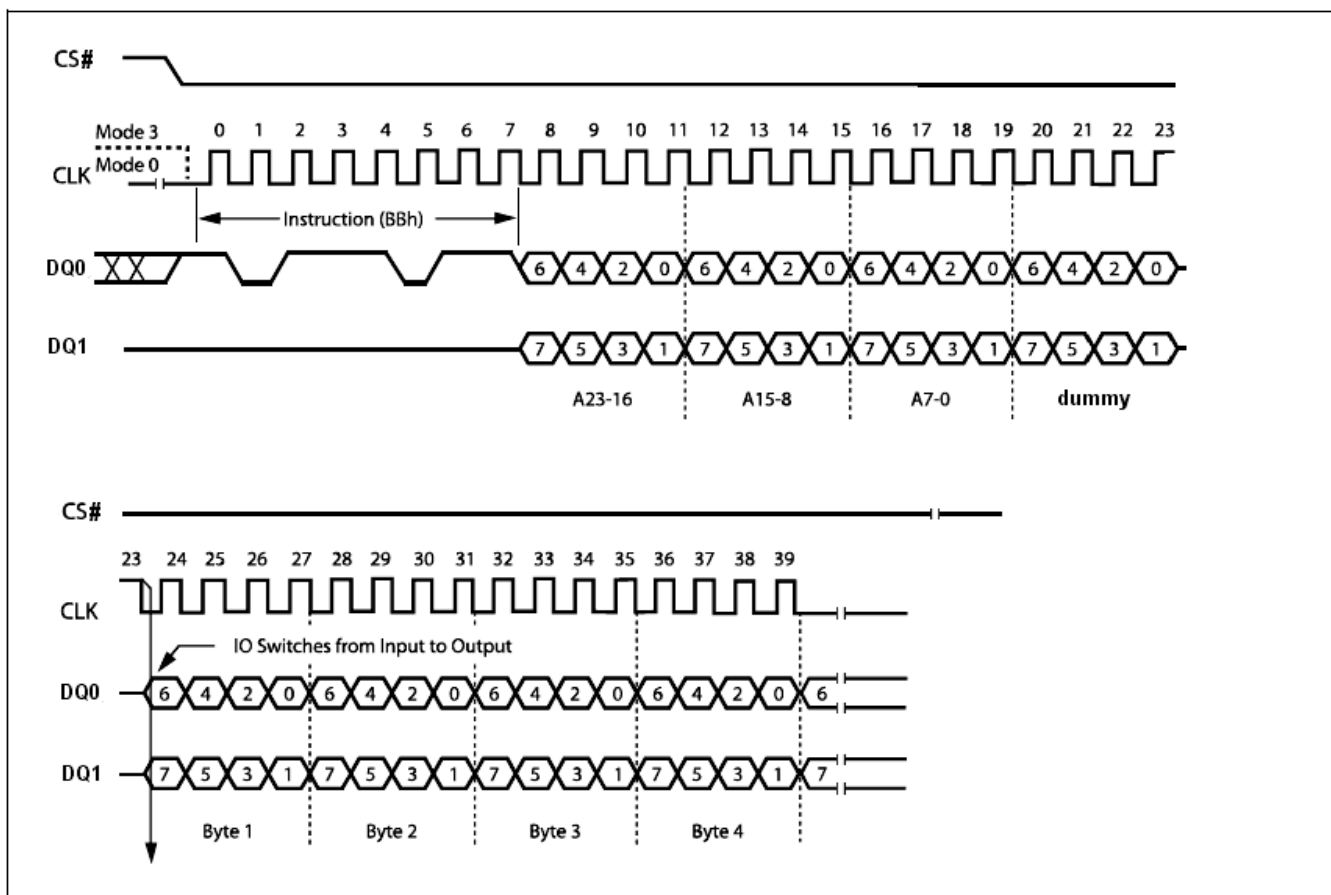 CS#
Mode 3
0 1 2 3 4 5 6 7 8 9 10 11 12 13 14 15 16 17 18 19 20 21 22 23
Mode 0
CLK
Instruction (BBh)
DQ0 6 4 2 0 6 4 2 0 6 4 2 0 6 4 2 0
DQ1 7 5 3 1 7 5 3 1 7 5 3 1 7 5 3 1
A23-16 A15-8 A7-0 dummy
CS#
23 24 25 26 27 28 29 30 31 32 33 34 35 36 37 38 39
CLK
IO Switches from Input to Output
DQ0 6 4 2 0 6 4 2 0 6 4 2 0 6 4 2 0 6
DQ1 7 5 3 1 7 5 3 1 7 5 3 1 7 5 3 1 7
Byte 1 Byte 2 Byte 3 Byte 4